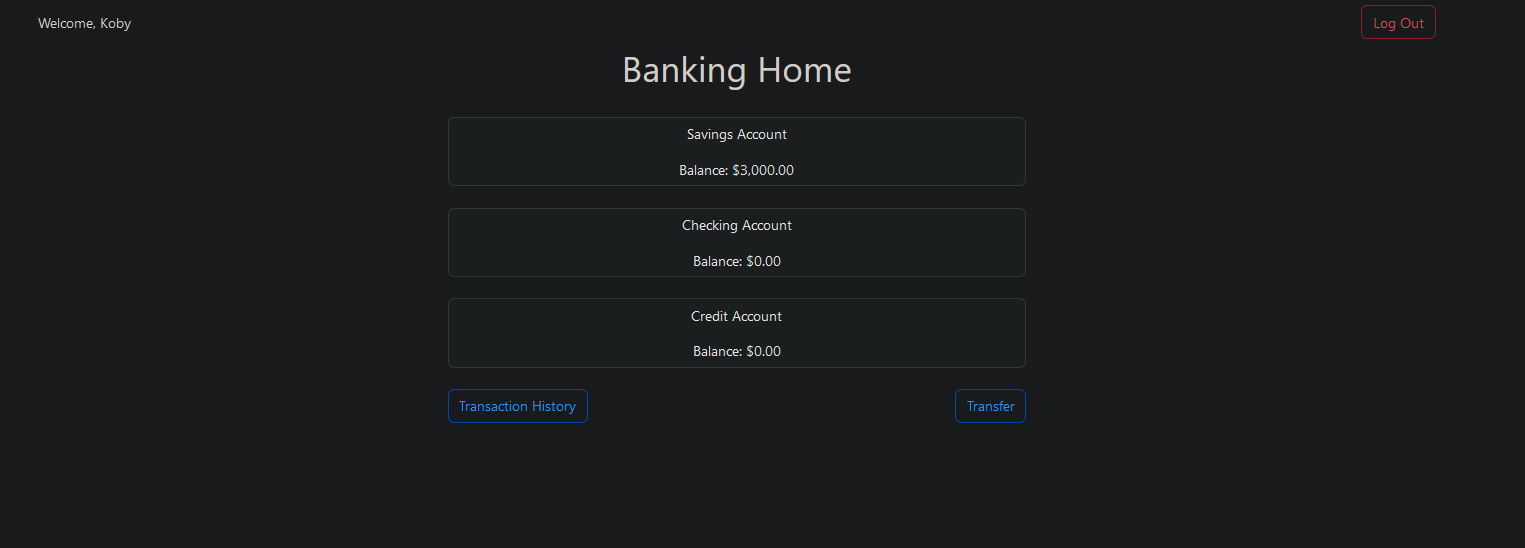 Welcome, Koby
Log Out
Banking Home
Savings Account
Balance: $3,000.00
Checking Account
Balance: $0.00
Credit Account
Balance: $0.00
Transaction History
Transfer